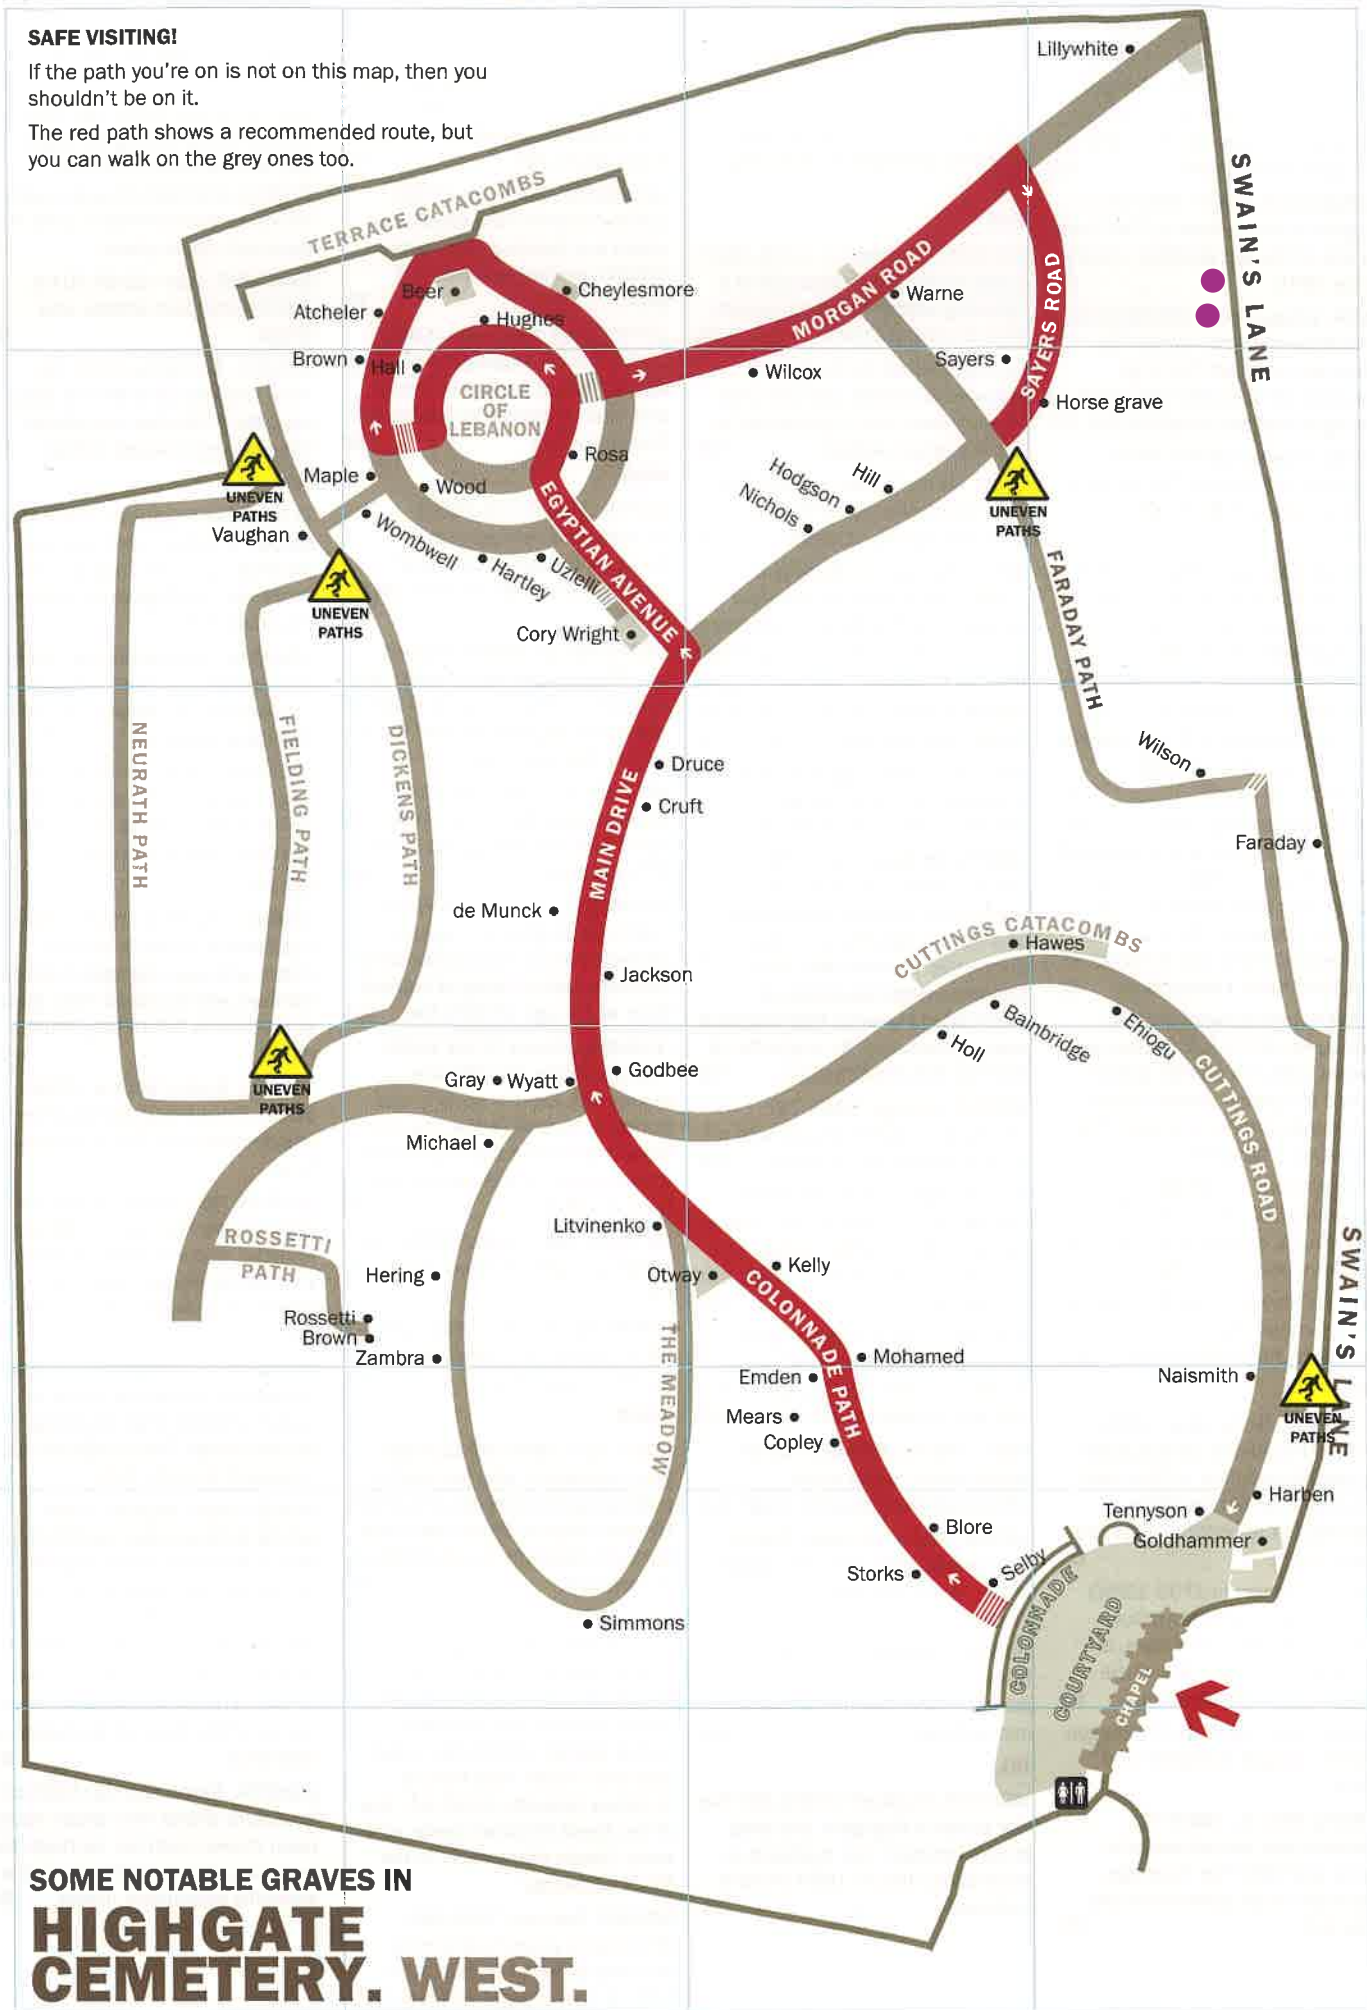 SAFE VISITING!
If the path you're on is not on this map, then you
shouldn't be on it.
The red path shows a recommended route, but
you can walk on the grey ones too.
Lillywhite
SWAIN'S LANE
TERRACE CATACOMBS
Beer
Cheylesmore
Atcheler
Hughes
MORGAN ROAD
Warne
SAYERS ROAD
Brown
Hall
CIRCLE
OF
LEBANON
Wilcox
Sayers
Horse grave
Rosa
Maple
Wood
UNEVEN
PATHS
Vaughan
Wombwell
Hartley
Uzielli
EGYPTIAN AVENUE
Hodgson
Hill
Nichols
UNEVEN
PATHS
UNEVEN
PATHS
Cory Wright
FARADAY PATH
NEURATH PATH
FIELDING PATH
DICKENS PATH
Wilson
Druce
Cruft
MAIN DRIVE
Faraday
de Munck
CUTTINGS CATACOMBS
Hawes
Jackson
Bainbridge
Ehiogu
Holl
CUTTINGS ROAD
UNEVEN
PATHS
Gray
Wyatt
Godbee
Michael
Litvinenko
ROSSETTI
PATH
Hering
Otway
Kelly
COLONNADE PATH
SWAIN'S LANE
Rossetti
Brown
Zambra
THE MEADOW
Mohamed
Emden
Naismith
Mears
Copley
UNEVEN
PATHS
Harben
Tennyson
Blore
Goldhammer
Storks
Selby
COLONNADE
COURTYARD
Simmons
CHAPEL
SOME NOTABLE GRAVES IN
HIGHGATE
CEMETERY. WEST.